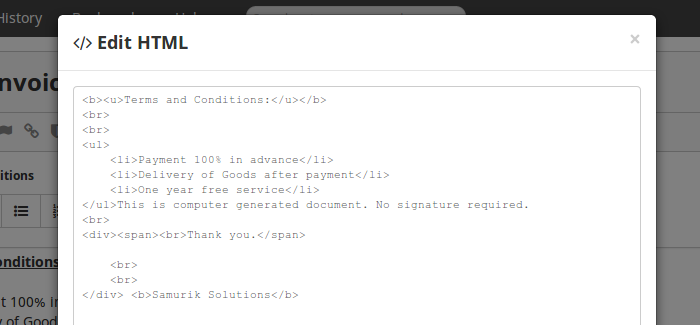 HIstory
</> Edit HTML
×
nvoic
<b><u>Terms and Conditions:</u></b>
<br>
<br>
<ul>
<li>Payment 100% in advance</li>
<li>Delivery of Goods after payment</li>
<li>One year free service</li>
</ul>This is computer generated document. No signature required.
<br>
<div><span><br>Thank you.</span>
<br>
<br>
</div> <b>Samurik Solutions</b>
itions
onditions
t 100% in
y of Good